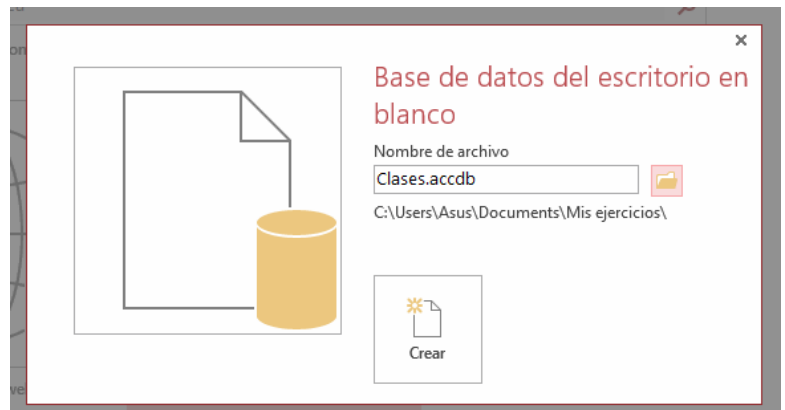 Base de datos del escritorio en
blanco
Nombre de archivo
Clases.accdb
C:\Users\Asus\Documents\Mis ejercicios\
Crear